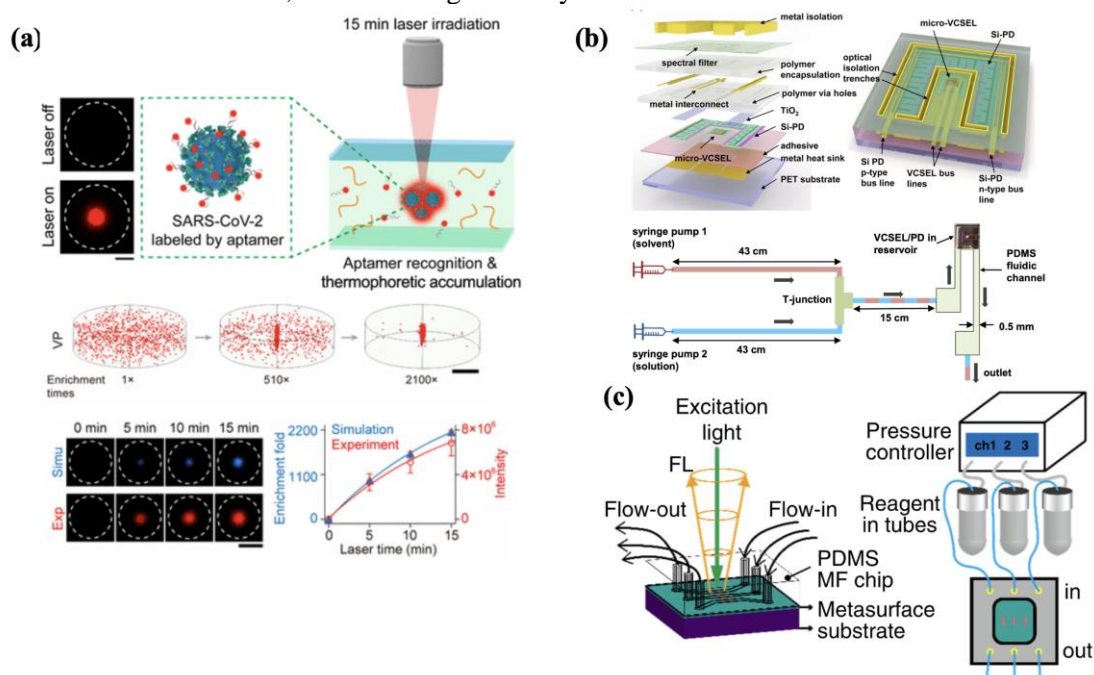 (a)
15 min laser irradiation
Laser off
Laser on
SARS-CoV-2
labeled by aptamer
Aptamer recognition &
thermophoretic accumulation
VP
Enrichment
times
1×
510×
2100×
0 min 5 min 10 min 15 min
Simu
Exp
Enrichment fold
2200
1100
0
Simulation
Experiment
8×10⁶
4×10⁶
0
Intensity
0 5 10 15
Laser time (min)
(b)
metal isolation
spectral filter
polymer
encapsulation
metal interconnect
polymer via holes
TiO₂
Si-PD
micro-VCSEL
adhesive
metal heat sink
PET substrate
micro-VCSEL
Si-PD
optical
isolation
trenches
Si PD
p-type
bus line
VCSEL bus
lines
Si-PD
n-type bus
line
syringe pump 1
(solvent)
43 cm
T-junction
syringe pump 2
(solution)
43 cm
15 cm
VCSEL/PD in
reservoir
PDMS
fluidic
channel
0.5 mm
outlet
(c)
Excitation
light
FL
Flow-out
Flow-in
PDMS
MF chip
Metasurface
substrate
Pressure
controller
ch1 2 3
Reagent
in tubes
in
out